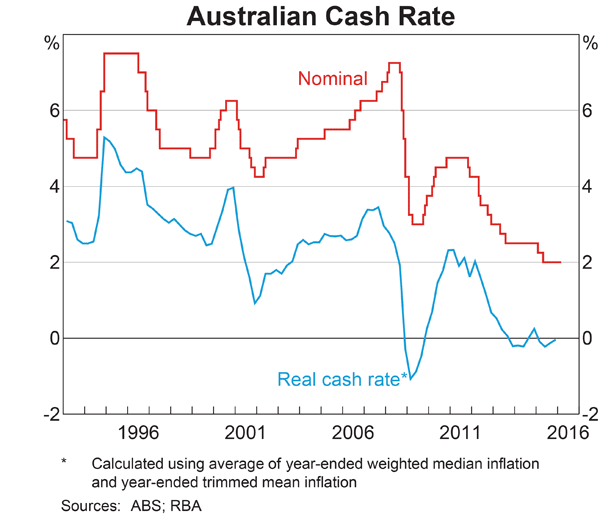 Australian Cash Rate
% %
Nominal
6 6
4 4
2 2
0 0
Real cash rate*
-2 -2
1996 2001 2006 2011 2016
* Calculated using average of year-ended weighted median inflation
and year-ended trimmed mean inflation
Sources: ABS; RBA